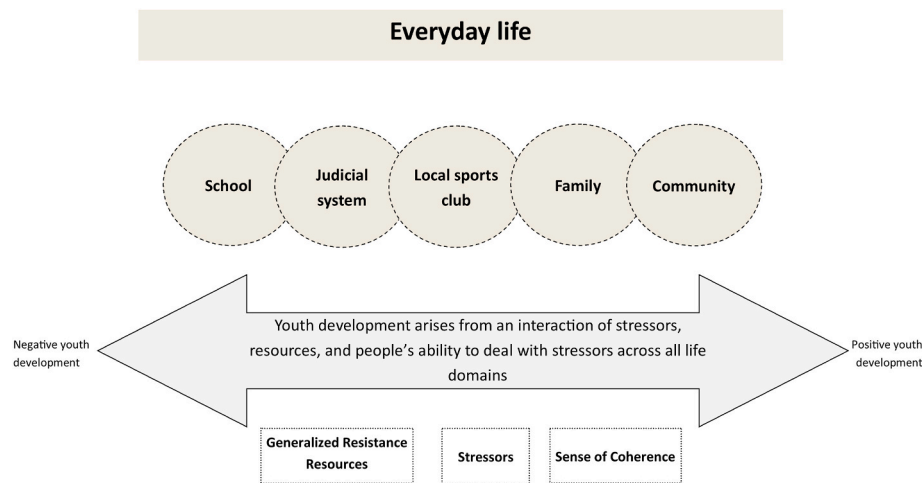 Everyday life
School
Judicial
system
Local sports
club
Family
Community
Youth development arises from an interaction of stressors,
resources, and people’s ability to deal with stressors across all life
domains
Negative youth
development
Positive youth
development
Generalized Resistance
Resources
Stressors
Sense of Coherence